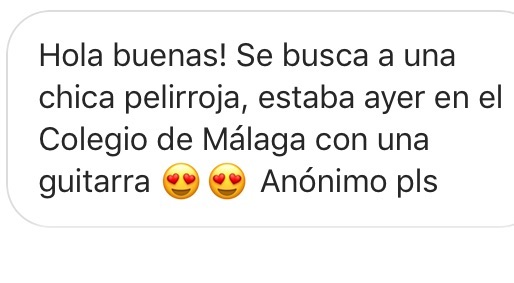 Hola buenas! Se busca a una
chica pelirroja, estaba ayer en el
Colegio de Málaga con una
guitarra 😍😍 Anónimo pls